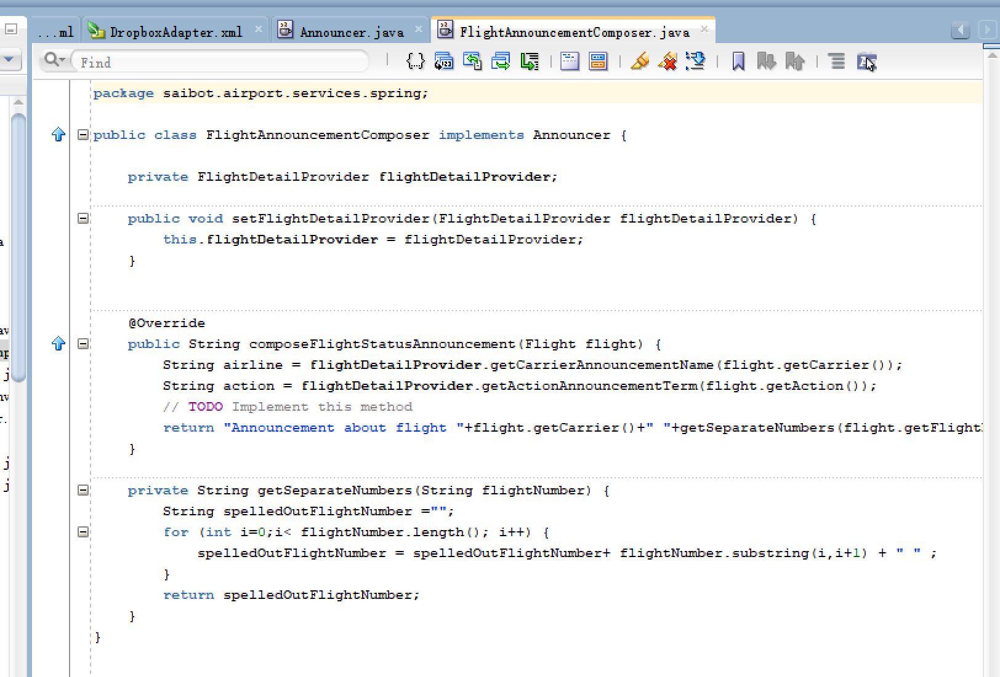 ...ml DropboxAdapter.xml Announcer.java FlightAnnouncementComposer.java
Find
package saibot.airport.services.spring;
public class FlightAnnouncementComposer implements Announcer {
private FlightDetailProvider flightDetailProvider;
public void setFlightDetailProvider(FlightDetailProvider flightDetailProvider) {
this.flightDetailProvider = flightDetailProvider;
}
@Override
public String composeFlightStatusAnnouncement(Flight flight) {
String airline = flightDetailProvider.getCarrierAnnouncementName(flight.getCarrier());
String action = flightDetailProvider.getActionAnnouncementTerm(flight.getAction());
// TODO Implement this method
return "Announcement about flight "+flight.getCarrier()+" "+getSeparateNumbers(flight.getFlight
}
private String getSeparateNumbers(String flightNumber) {
String spelledOutFlightNumber ="";
for (int i=0;i< flightNumber.length(); i++) {
spelledOutFlightNumber = spelledOutFlightNumber+ flightNumber.substring(i,i+1) + " " ;
}
return spelledOutFlightNumber;
}
}